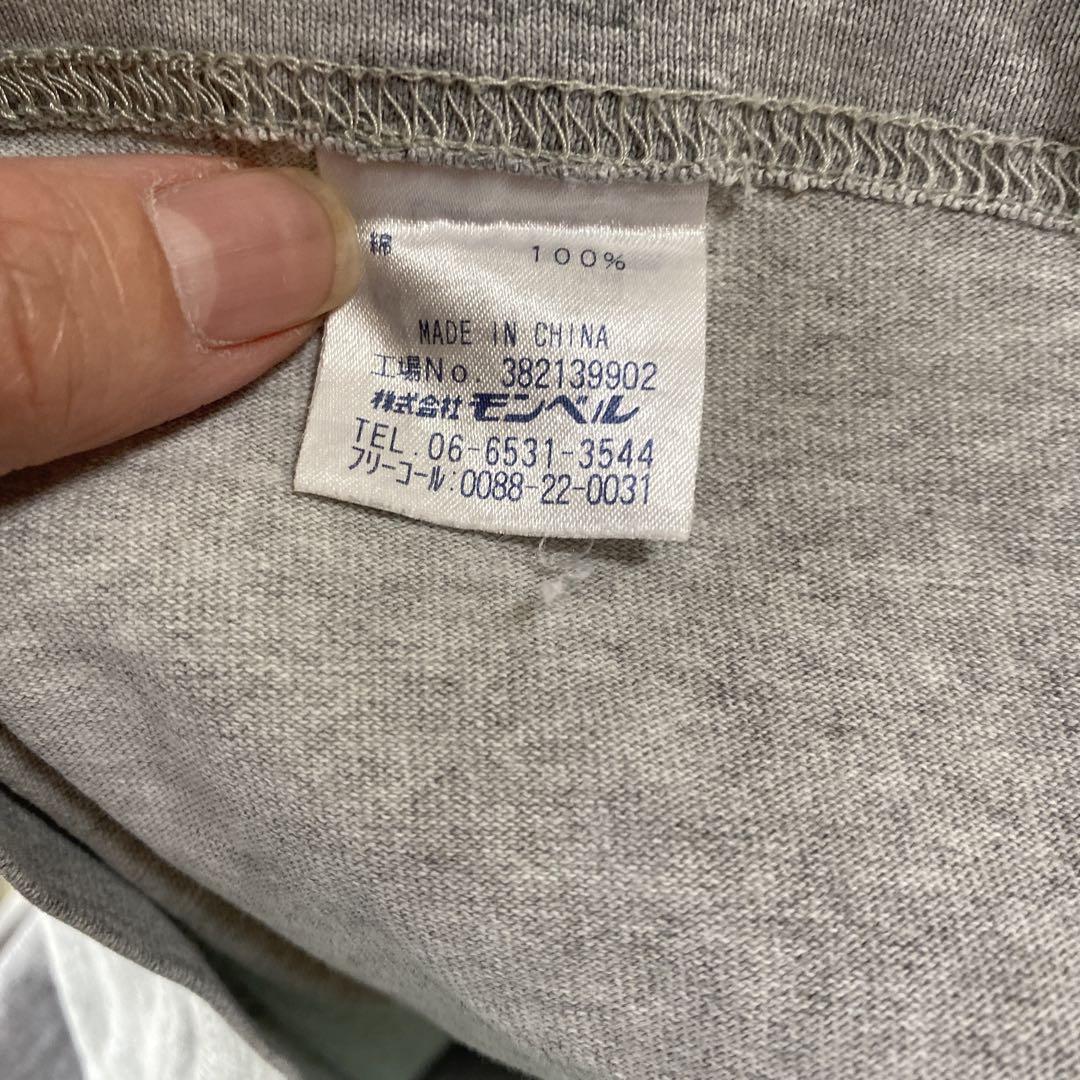 綿 100%
MADE IN CHINA
工場No. 382139902
株式会社モンベル
TEL.06-6531-3544
フリーコール:0088-22-0031